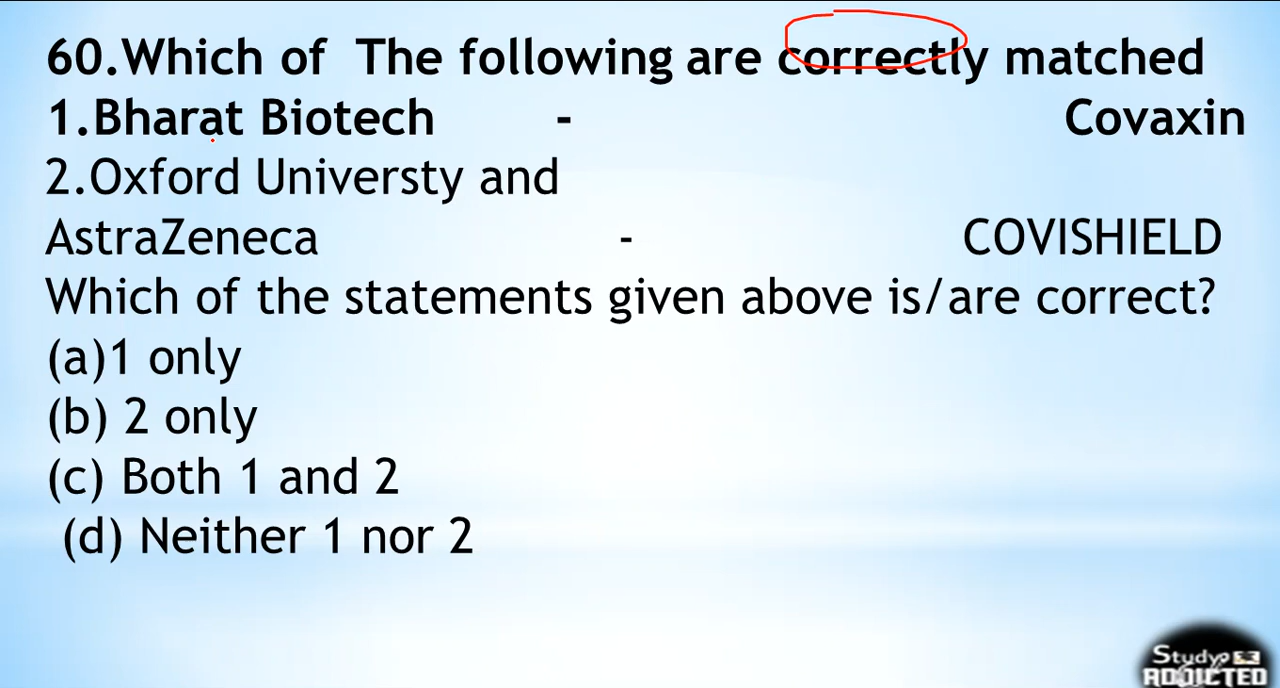 60.Which of The following are correctly matched
1.Bharat Biotech - Covaxin
2.Oxford Universty and
AstraZeneca - COVISHIELD
Which of the statements given above is/are correct?
(a)1 only
(b) 2 only
(c) Both 1 and 2
(d) Neither 1 nor 2
Study
ADDICTED